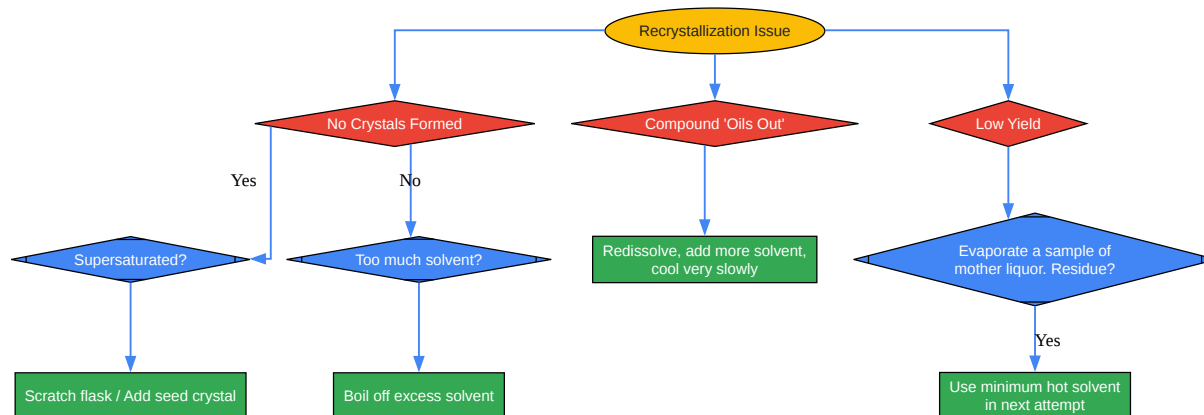 Recrystallization Issue
No Crystals Formed
Compound 'Oils Out'
Low Yield
Yes
No
Supersaturated?
Too much solvent?
Redissolve, add more solvent,
cool very slowly
Evaporate a sample of
mother liquor. Residue?
Yes
Scratch flask / Add seed crystal
Boil off excess solvent
Use minimum hot solvent
in next attempt